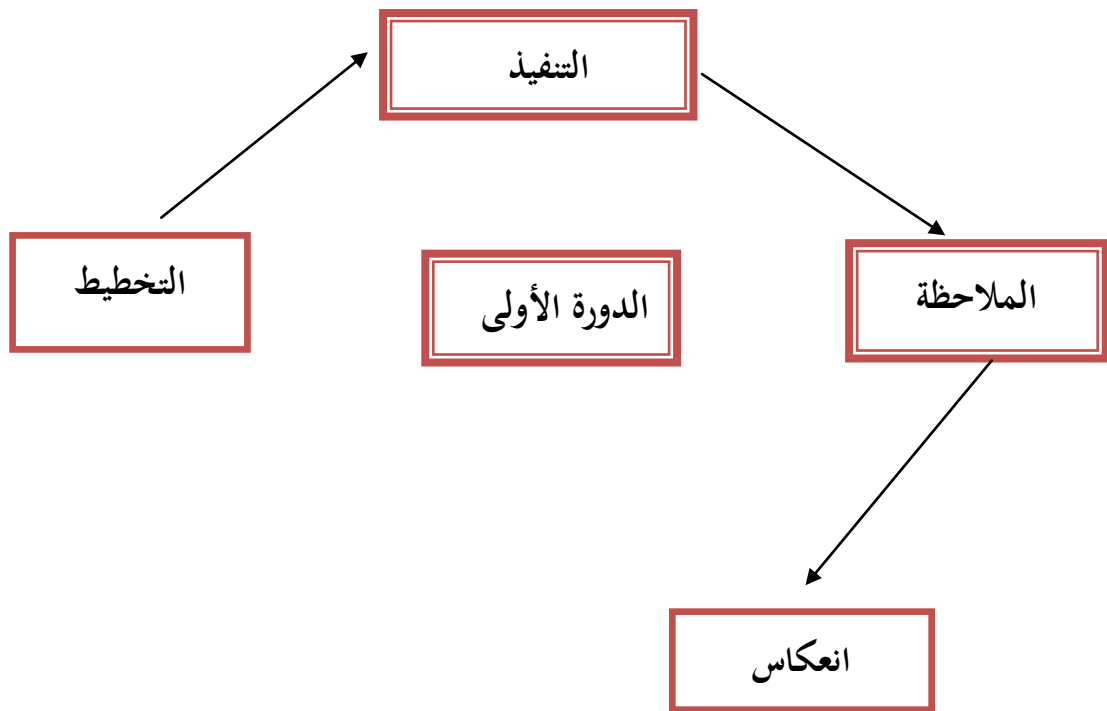 التنفيذ
التخطيط
الدورة الأولى
الملاحظة
انعكاس